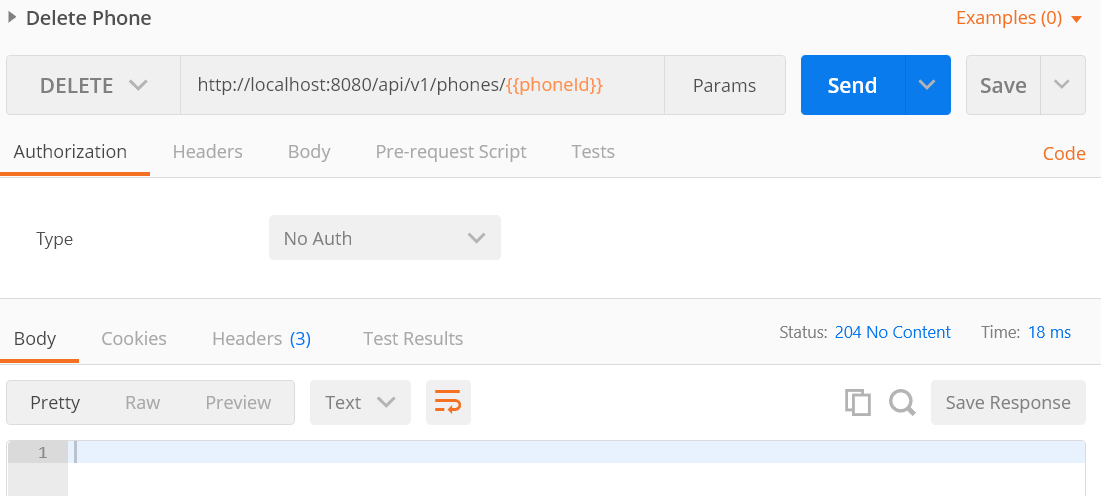 Delete Phone Examples (0)
DELETE http://localhost:8080/api/v1/phones/{{phoneId}} Params Send Save
Authorization Headers Body Pre-request Script Tests Code
Type No Auth
Body Cookies Headers (3) Test Results Status: 204 No Content Time: 18 ms
Pretty Raw Preview Text Save Response
1